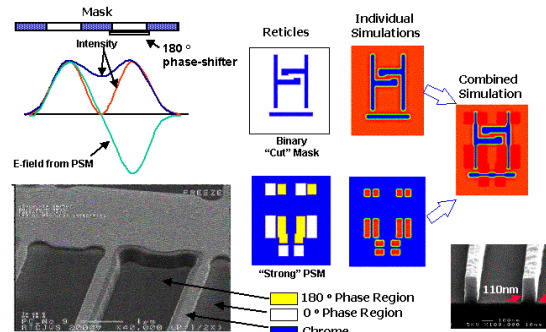 Mask
180 °
phase-shifter
Intensity
E-field from PSM
Reticles
Individual
Simulations
Combined
Simulation
Binary
"Cut" Mask
"Strong" PSM
FREEZE
180 ° Phase Region
0 ° Phase Region
Chrome
110nm